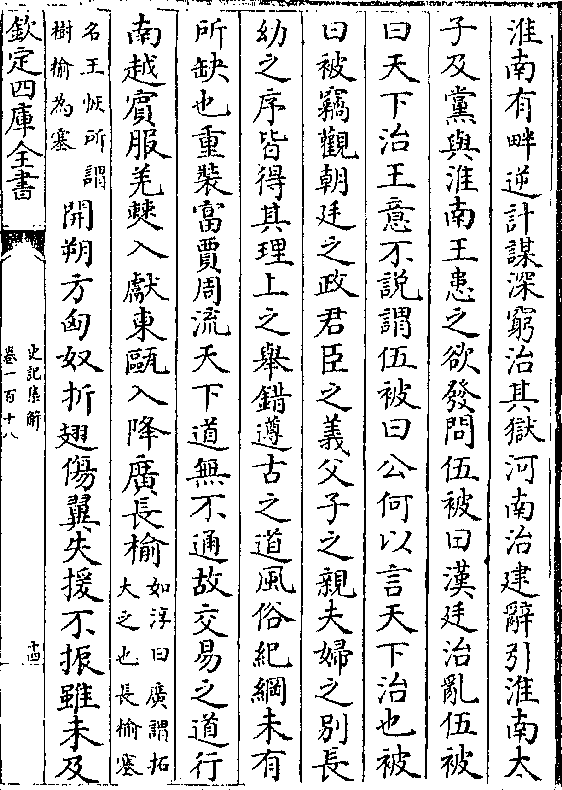 淮南有畔逆計謀深窮治其獄河南治建辭引淮南太
子及黨與淮南王患之欲發問伍被曰漢廷治亂伍被
曰天下治王意不說謂伍被曰公何以言天下治也被
曰被竊觀朝廷之政君臣之義父子之親夫婦之別長
幼之序皆得其理上之舉錯遵古之道風俗紀綱未有
所缺也重裝富賈周流天下道無不通故交易之道行
南越賔服羌僰入獻東甌入降廣長榆如淳曰廣謂拓
大之也長榆塞
名王恢所謂
樹榆為塞開朔方匈奴折翅傷翼失援不振雖未及
欽定四庫全書
史記集解
卷一百十八
十四